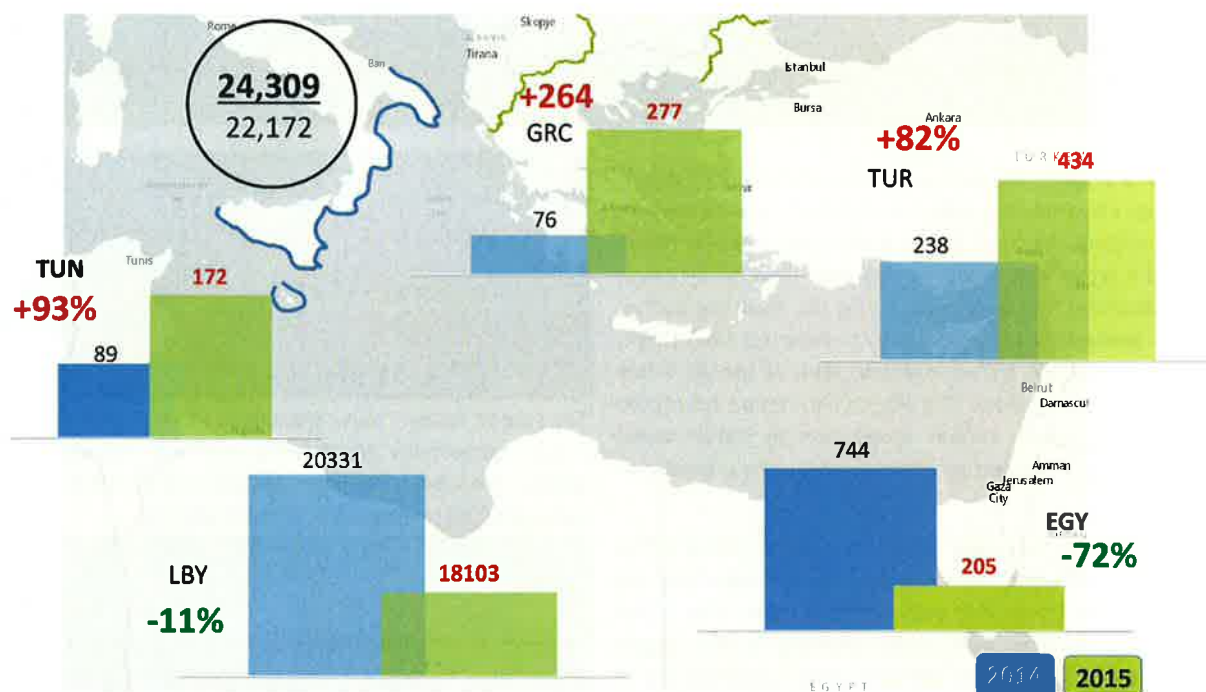 Rome
Skopje
Tirana
Bari
Istanbul
Bursa
Ankara
24,309
22,172
+264
GRC
277
76
+82%
TUR
434
238
TUN
+93%
Tunis
172
89
Beirut
Damascu
20331
LBY
-11%
18103
744
Amman
Jerusalem
Gaza
City
EGY
-72%
205
EGYPT
2014
2015